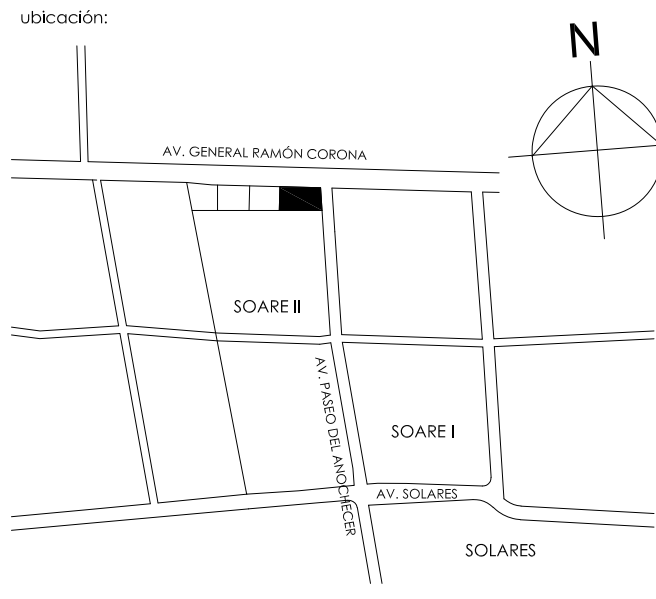 ubicación:
N
AV. GENERAL RAMÓN CORONA
SOARE II
AV. PASEO DEL ANOCHECER
SOARE I
AV. SOLARES
SOLARES